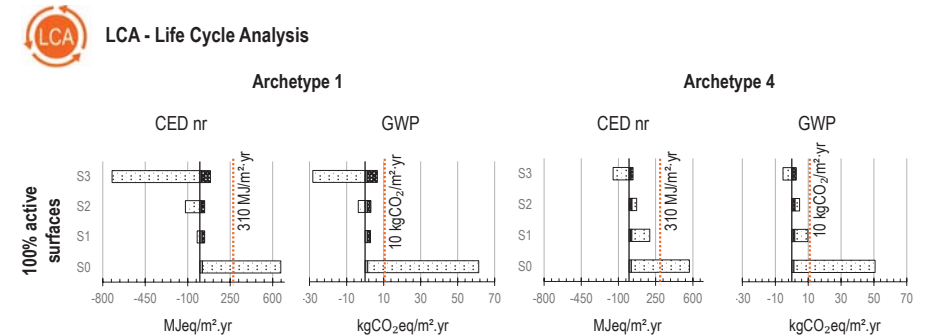 LCA
LCA - Life Cycle Analysis
Archetype 1
Archetype 4
CED nr
GWP
CED nr
GWP
100% active
surfaces
S3
S2
S1
S0
310 MJ/m².yr
10 kgCO₂/m².yr
S3
S2
S1
S0
310 MJ/m².yr
10 kgCO₂/m².yr
-800 -450 -100 250 600
-30 -10 10 30 50 70
-800 -450 -100 250 600
-30 -10 10 30 50 70
MJeq/m².yr
kgCO₂eq/m².yr
MJeq/m².yr
kgCO₂eq/m².yr